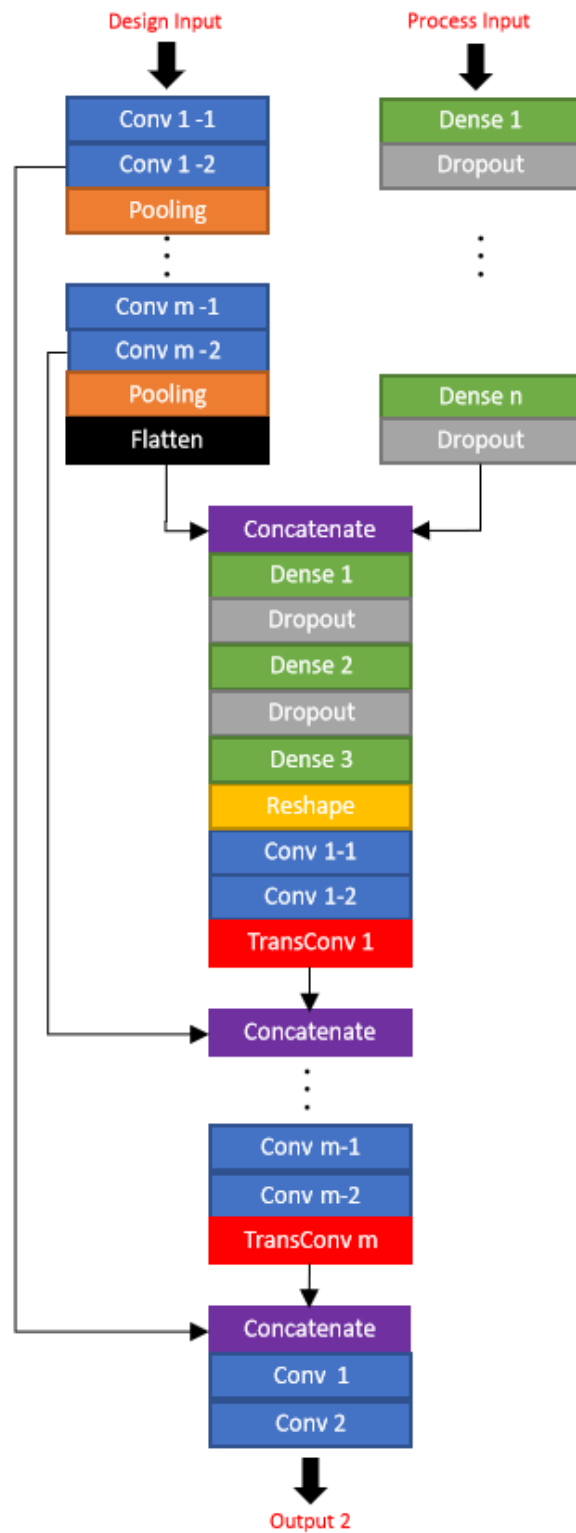 Design Input
Process Input
Conv 1 -1
Conv 1 -2
Pooling
Dense 1
Dropout
Conv m -1
Conv m -2
Pooling
Flatten
Dense n
Dropout
Concatenate
Dense 1
Dropout
Dense 2
Dropout
Dense 3
Reshape
Conv 1-1
Conv 1-2
TransConv 1
Concatenate
Conv m-1
Conv m-2
TransConv m
Concatenate
Conv 1
Conv 2
Output 2